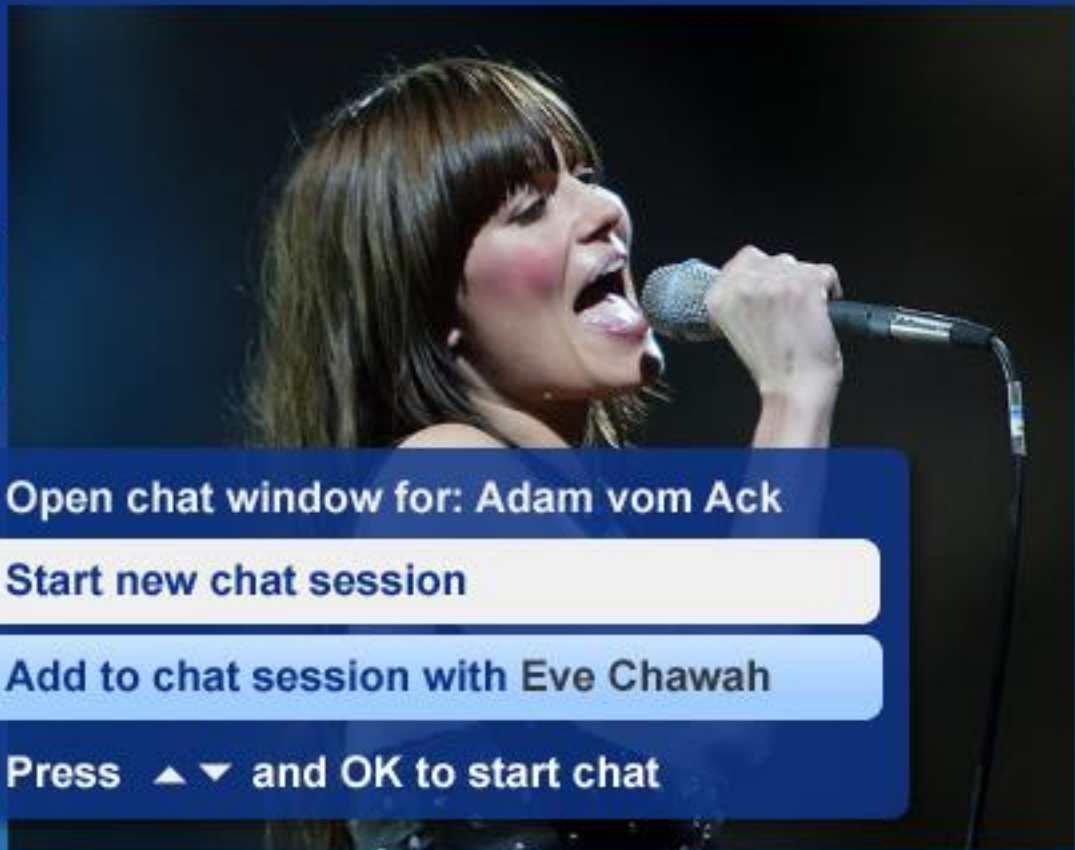 Open chat window for: Adam vom Ack
Start new chat session
Add to chat session with Eve Chawah
Press ▲ ▼ and OK to start chat